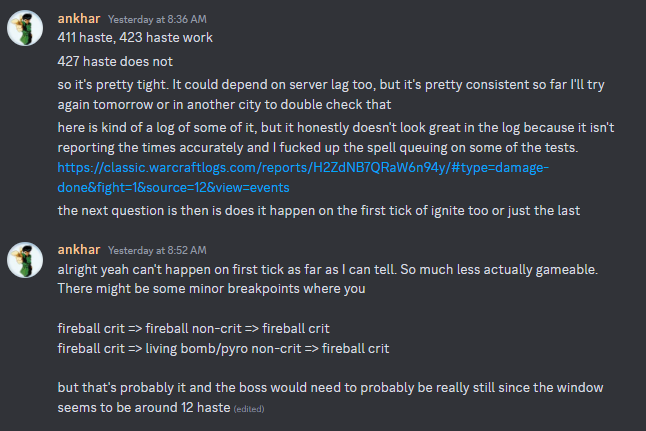 ankhar Yesterday at 8:36 AM
411 haste, 423 haste work
427 haste does not
so it's pretty tight. It could depend on server lag too, but it's pretty consistent so far I'll try
again tomorrow or in another city to double check that
here is kind of a log of some of it, but it honestly doesn't look great in the log because it isn't
reporting the times accurately and I fucked up the spell queuing on some of the tests.
https://classic.warcraftlogs.com/reports/H2ZdNB7QRaW6n94y/#type=damage-
done&fight=1&source=12&view=events
the next question is then is does it happen on the first tick of ignite too or just the last
ankhar Yesterday at 8:52 AM
alright yeah can't happen on first tick as far as I can tell. So much less actually gameable.
There might be some minor breakpoints where you
fireball crit => fireball non-crit => fireball crit
fireball crit => living bomb/pyro non-crit => fireball crit
but that's probably it and the boss would need to probably be really still since the window
seems to be around 12 haste (edited)